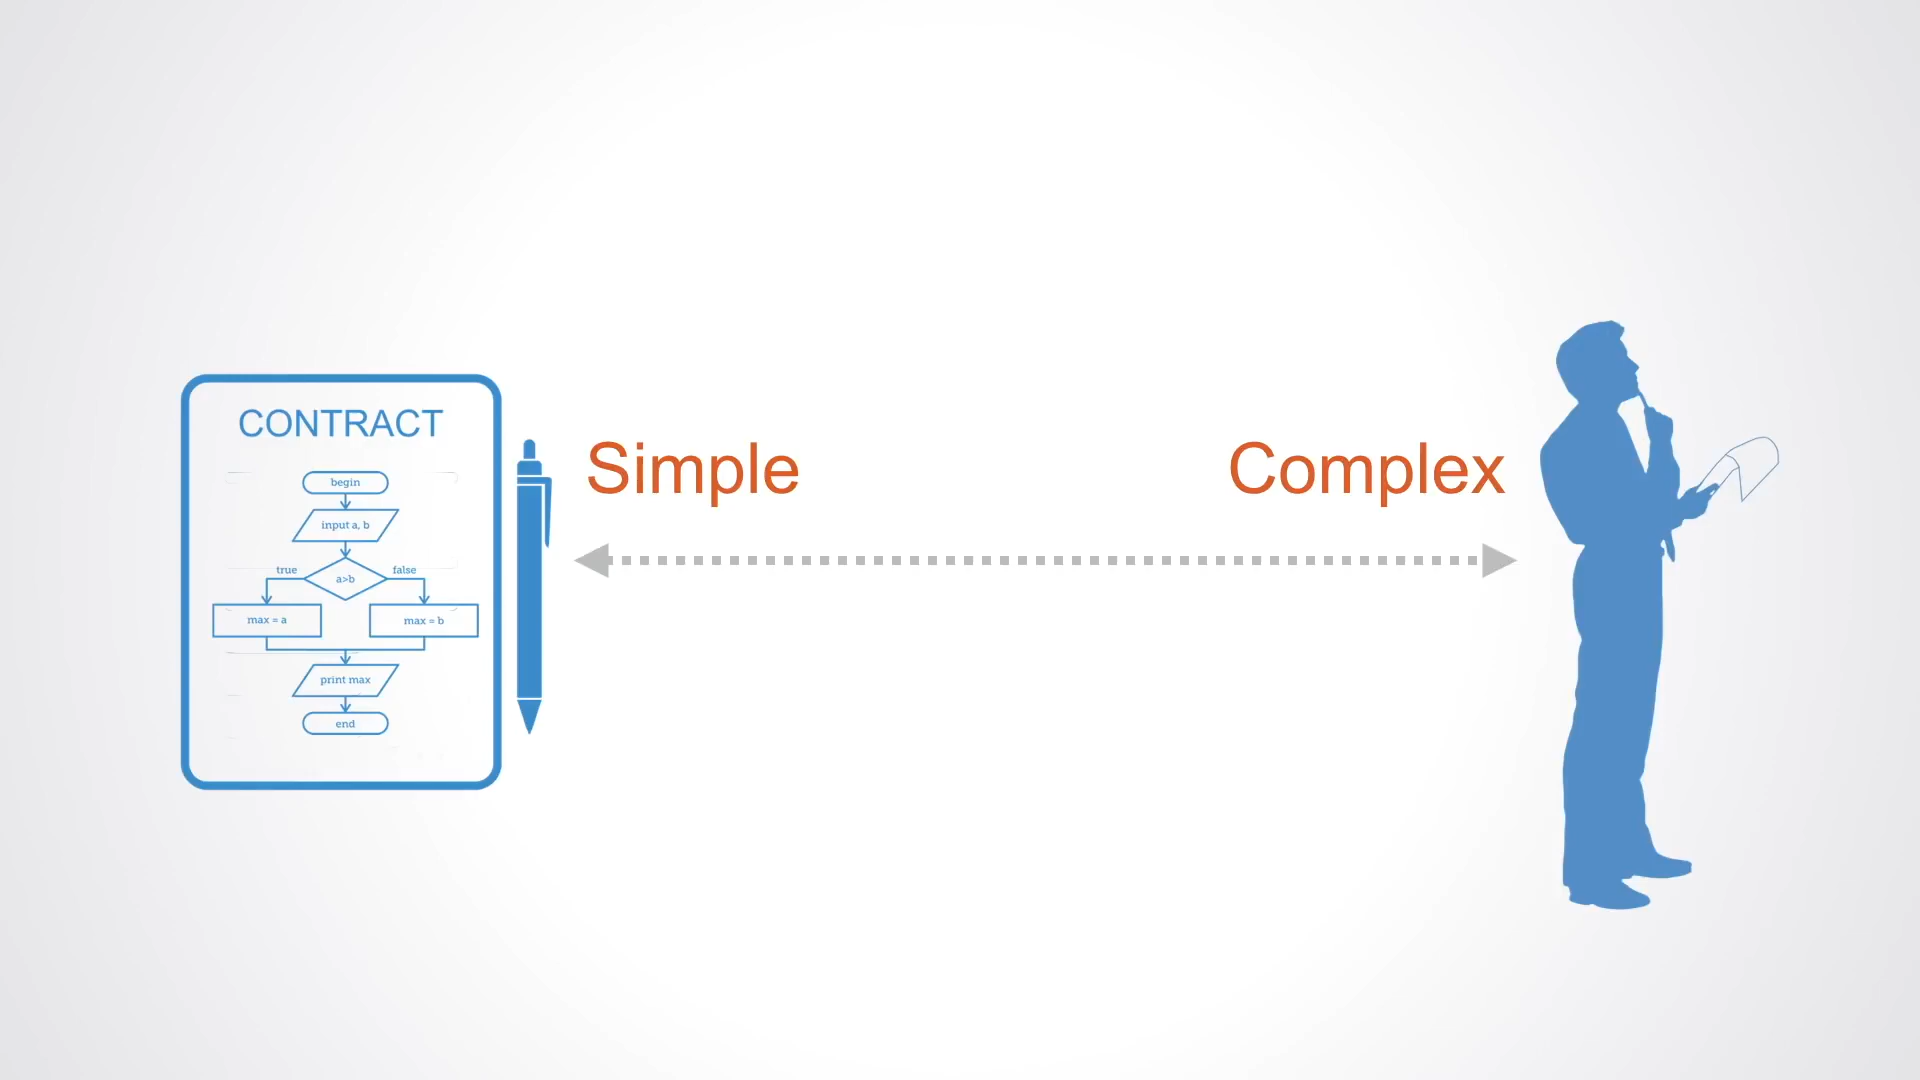 CONTRACT
begin
input a, b
true
false
a>b
max = a
max = b
print max
end
Simple
Complex